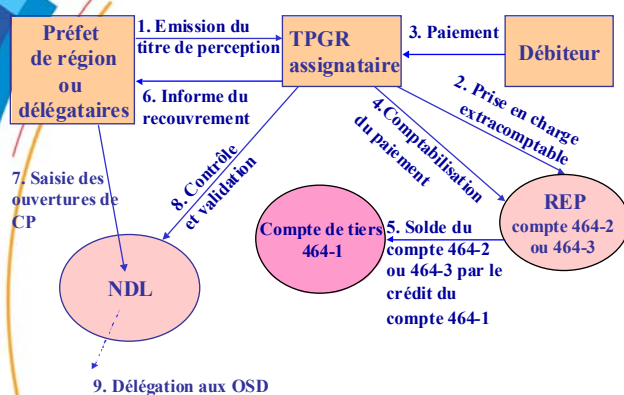 Préfet
de région
ou
délégataires
1. Emission du
titre de perception
TPGR
assignataire
3. Paiement
Débiteur
6. Informe du
recouvrement
2. Prise en charge
extracomptable
4.Comptabilisation
du paiement
7. Saisie des
ouvertures de
CP
8. Contrôle
et validation
REP
compte 464-2
ou 464-3
Compte de tiers
464-1
5. Solde du
compte 464-2
ou 464-3 par le
crédit du
compte 464-1
NDL
9. Délégation aux OSD